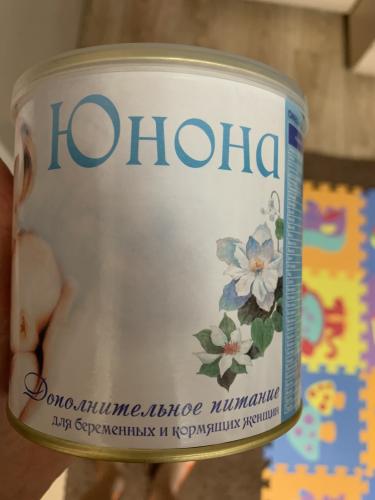 Юнона
Дополнительное питание
для беременных и кормящих женщин